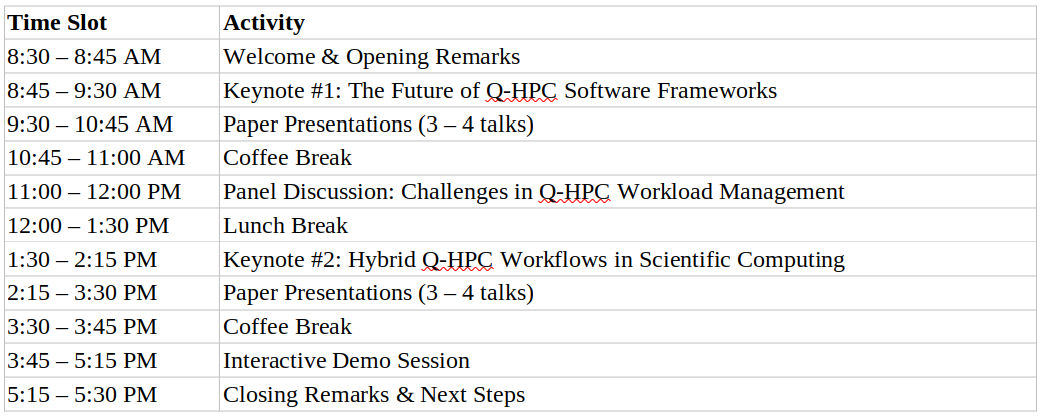 Time Slot Activity
8:30 – 8:45 AM Welcome & Opening Remarks
8:45 – 9:30 AM Keynote #1: The Future of Q-HPC Software Frameworks
9:30 – 10:45 AM Paper Presentations (3 – 4 talks)
10:45 – 11:00 AM Coffee Break
11:00 – 12:00 PM Panel Discussion: Challenges in Q-HPC Workload Management
12:00 – 1:30 PM Lunch Break
1:30 – 2:15 PM Keynote #2: Hybrid Q-HPC Workflows in Scientific Computing
2:15 – 3:30 PM Paper Presentations (3 – 4 talks)
3:30 – 3:45 PM Coffee Break
3:45 – 5:15 PM Interactive Demo Session
5:15 – 5:30 PM Closing Remarks & Next Steps